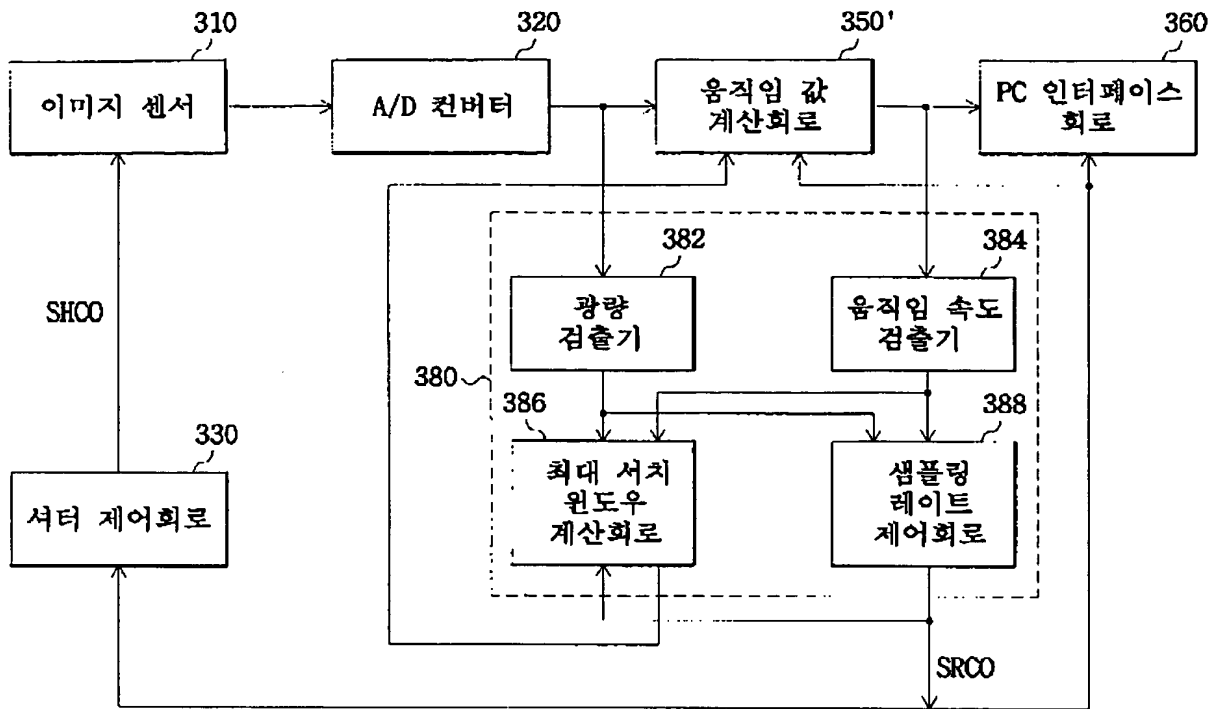 310
320
350'
360
이미지 센서
A/D 컨버터
움직임 값
계산회로
PC 인터페이스
회로
382
384
SHCO
광량
검출기
움직임 속도
검출기
380
386
388
330
최대 서치
윈도우
계산회로
샘플링
레이트
제어회로
셔터 제어회로
SRCO